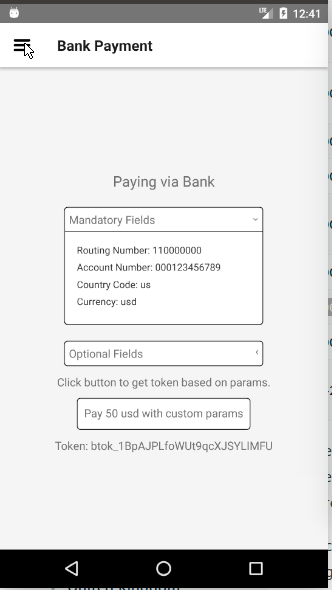 LTE 12:41
Bank Payment
Paying via Bank
Mandatory Fields
Routing Number: 110000000
Account Number: 000123456789
Country Code: us
Currency: usd
Optional Fields
Click button to get token based on params.
Pay 50 usd with custom params
Token: btok_1BpAJPLfoWUt9qcXJSYLIMFU